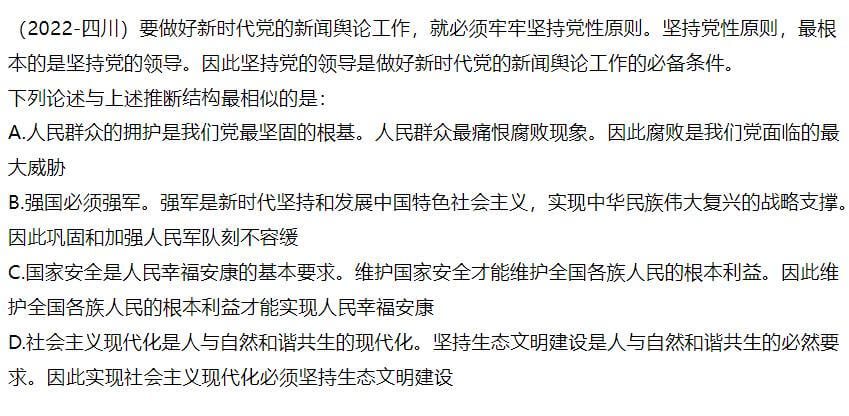 （2022-四川）要做好新时代党的新闻舆论工作，就必须牢牢坚持党性原则。坚持党性原则，最根
本的是坚持党的领导。因此坚持党的领导是做好新时代党的新闻舆论工作的必备条件。
下列论述与上述推断结构最相似的是：
A.人民群众的拥护是我们党最坚固的根基。人民群众最痛恨腐败现象。因此腐败是我们党面临的最
大威胁
B.强国必须强军。强军是新时代坚持和发展中国特色社会主义，实现中华民族伟大复兴的战略支撑。
因此巩固和加强人民军队刻不容缓
C.国家安全是人民幸福安康的基本要求。维护国家安全才能维护全国各族人民的根本利益。因此维
护全国各族人民的根本利益才能实现人民幸福安康
D.社会主义现代化是人与自然和谐共生的现代化。坚持生态文明建设是人与自然和谐共生的必然要
求。因此实现社会主义现代化必须坚持生态文明建设